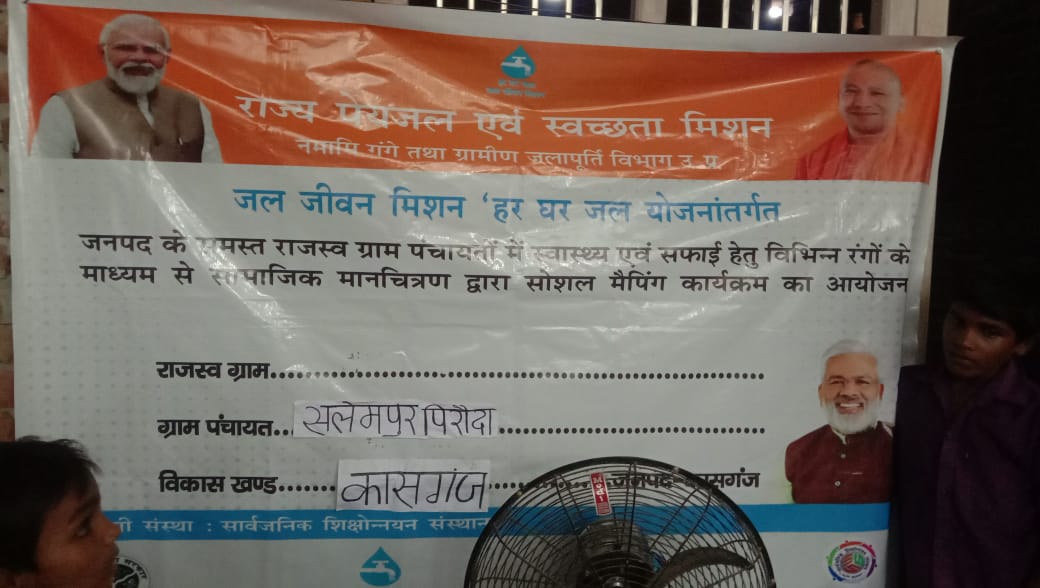 राज्य पेयजल एवं स्वच्छता मिशन
नमामि गंगे तथा ग्रामीण जलापूर्ति विभाग उ.प्र.
जल जीवन मिशन 'हर घर जल योजनांतर्गत
जनपद के समस्त राजस्व ग्राम पंचायतों में स्वास्थ्य एवं सफाई हेतु विभिन्न रंगों के
माध्यम से सामाजिक मानचित्रण द्वारा सोशल मैपिंग कार्यक्रम का आयोजन
राजस्व ग्राम
ग्राम पंचायत सलेमपुर पिरौदा
विकास खण्ड कासगंज जनपद कासगंज
संस्था : सार्वजनिक शिक्षोन्नयन संस्थान